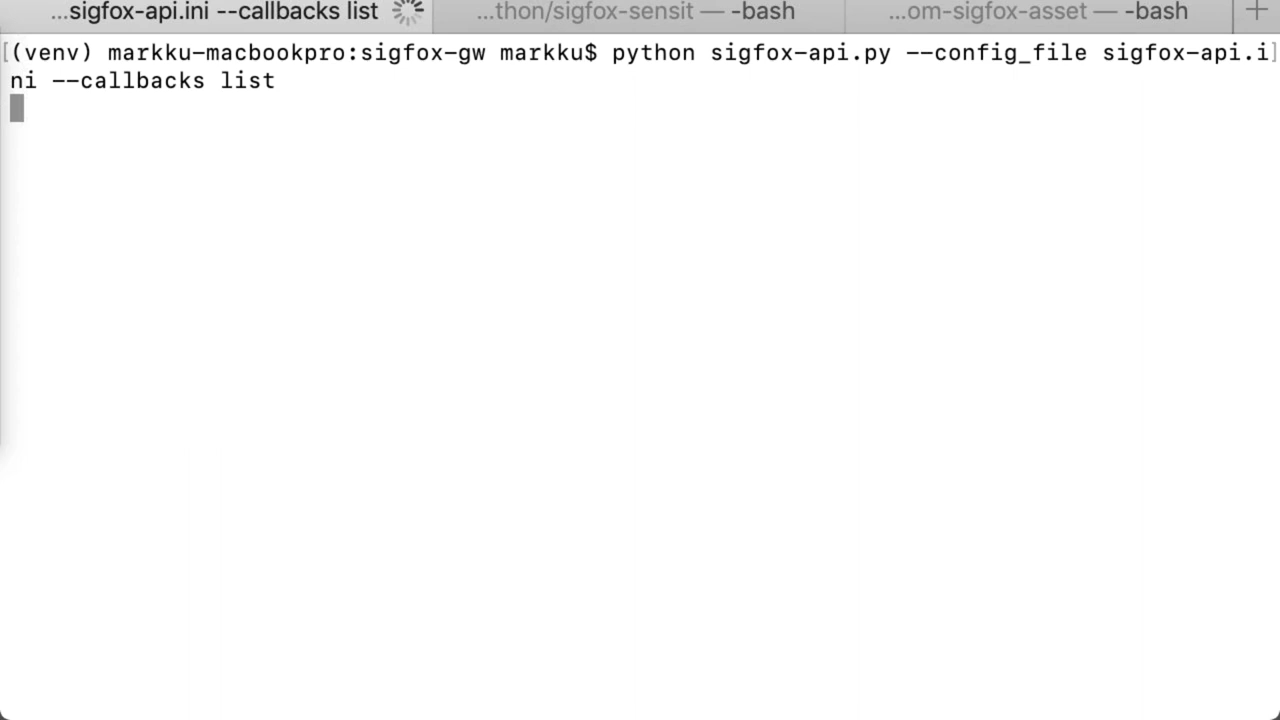 ...sigfox-api.ini --callbacks list ...thon/sigfox-sensit — -bash ...om-sigfox-asset — -bash +
[(venv) markku-macbookpro:sigfox-gw markku$ python sigfox-api.py --config_file sigfox-api.i]
ni --callbacks list